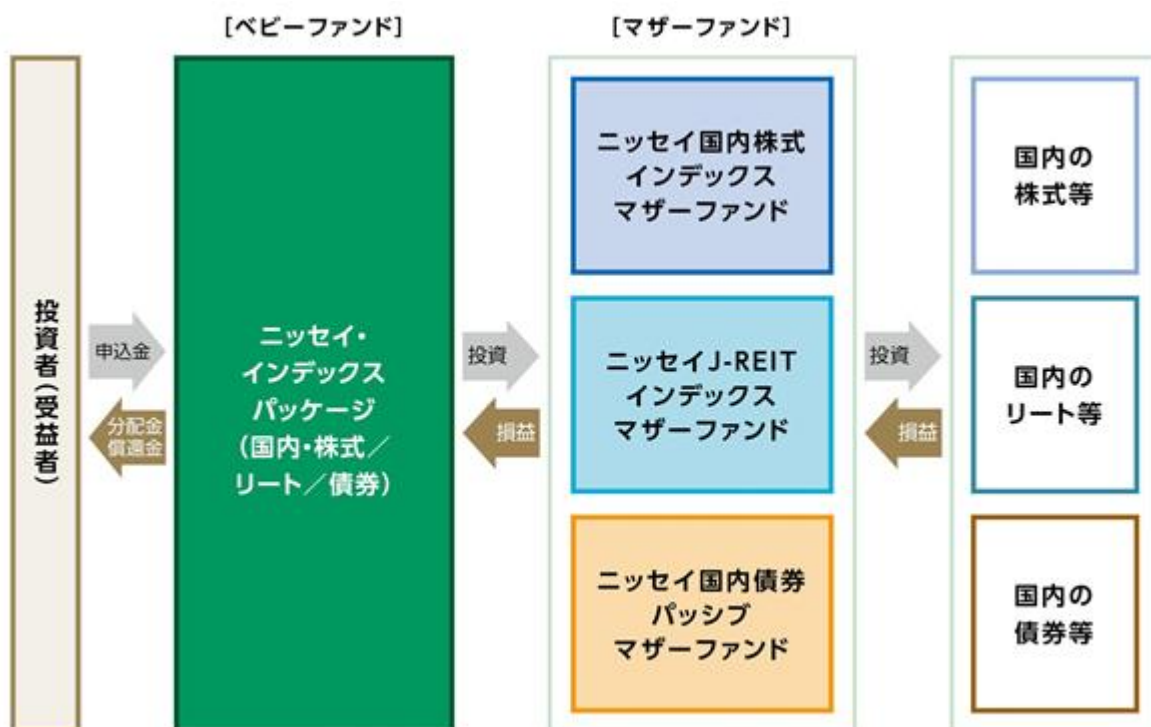 [ベビーファンド]
[マザーファンド]
投資者(受益者)
申込金
分配金
償還金
ニッセイ・
インデックス
パッケージ
(国内・株式／
リート／債券)
投資
損益
ニッセイ国内株式
インデックス
マザーファンド
ニッセイJ-REIT
インデックス
マザーファンド
ニッセイ国内債券
パッシブ
マザーファンド
投資
損益
国内の
株式等
国内の
リート等
国内の
債券等